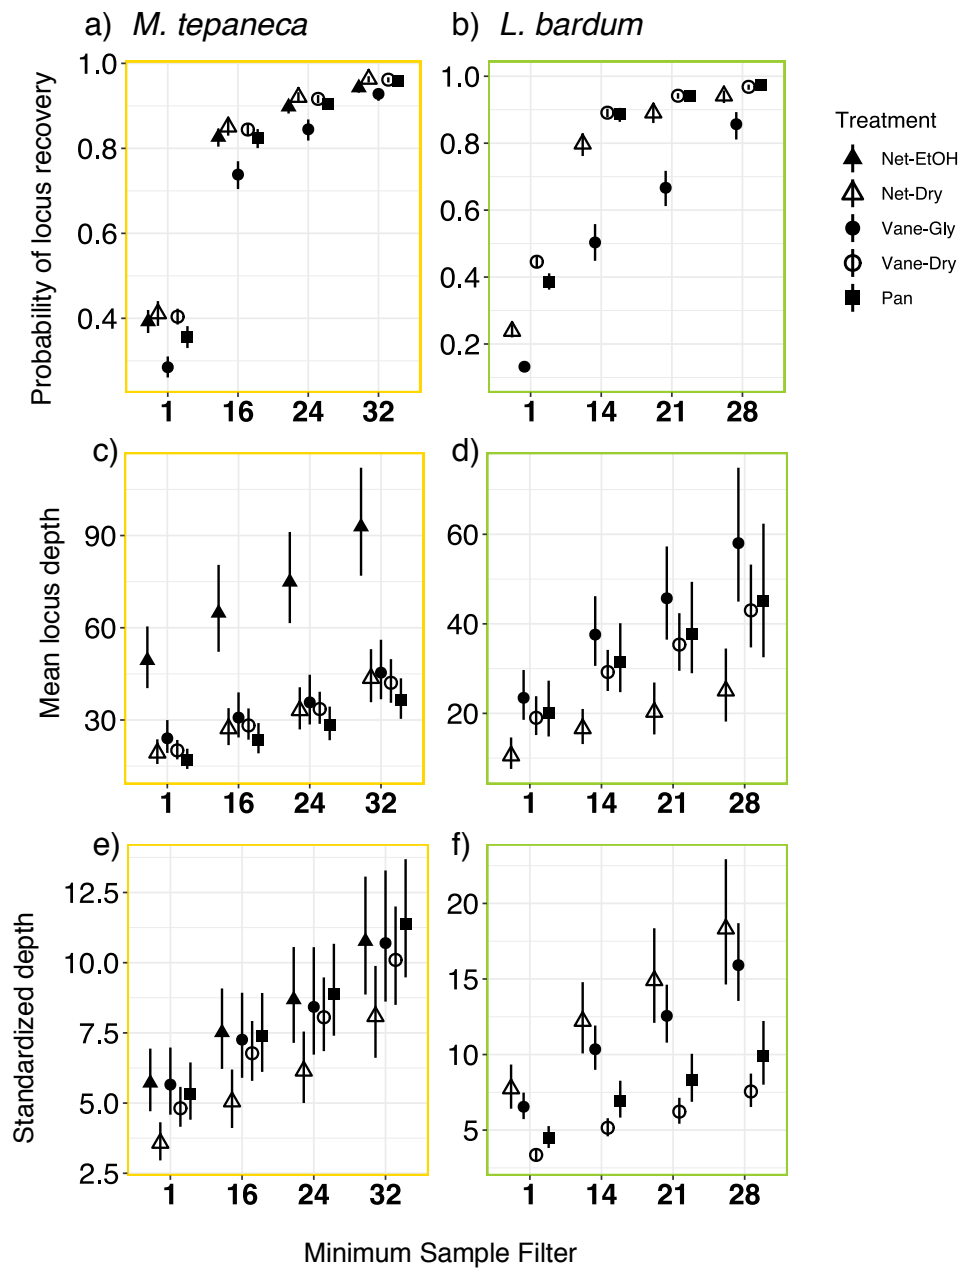 a) M. tepaneca
b) L. bardum
Probability of locus recovery
1.0
0.8
0.6
0.4
1 16 24 32
1.0
0.8
0.6
0.4
0.2
1 14 21 28
Treatment
Net-EtOH
Net-Dry
Vane-Gly
Vane-Dry
Pan
c)
Mean locus depth
90
60
30
1 16 24 32
d)
60
40
20
1 14 21 28
e)
Standardized depth
12.5
10.0
7.5
5.0
2.5
1 16 24 32
f)
20
15
10
5
1 14 21 28
Minimum Sample Filter